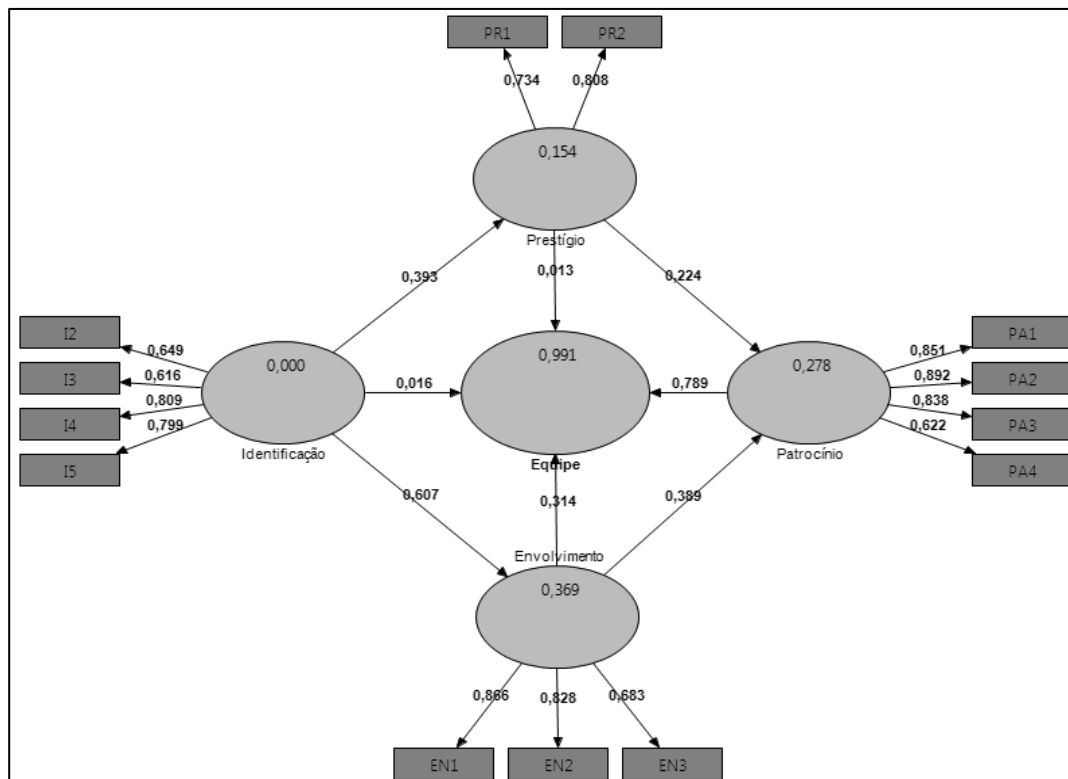 PR1 PR2
0,734 0,808
0,154
Prestígio
0,393 0,013 0,224
I2
I3
I4
I5
0,649
0,616
0,809
0,799
0,000
Identificação
0,016
0,991
Equipe
0,789
0,278
Patrocínio
0,851
0,892
0,838
0,622
PA1
PA2
PA3
PA4
0,607 0,314 0,389
Envolvimento
0,369
0,866 0,828 0,683
EN1 EN2 EN3